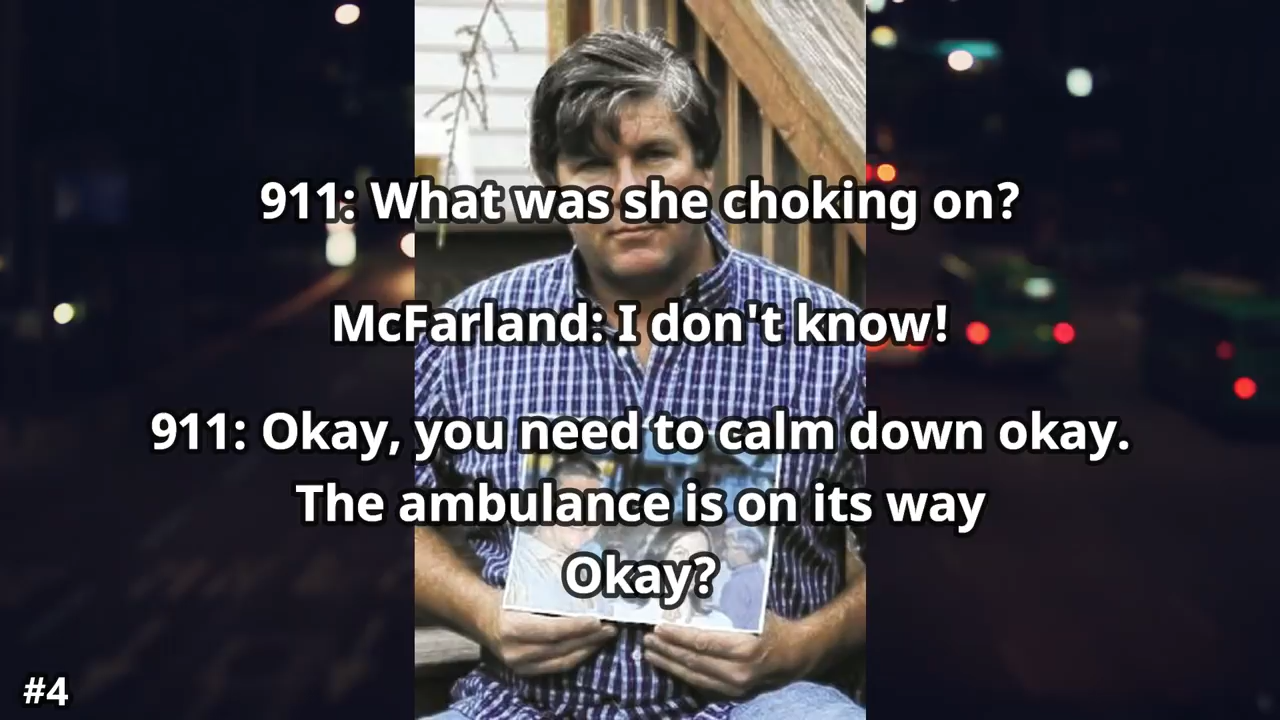 911: What was she choking on?
McFarland: I don't know!
911: Okay, you need to calm down okay.
The ambulance is on its way
Okay?
#4